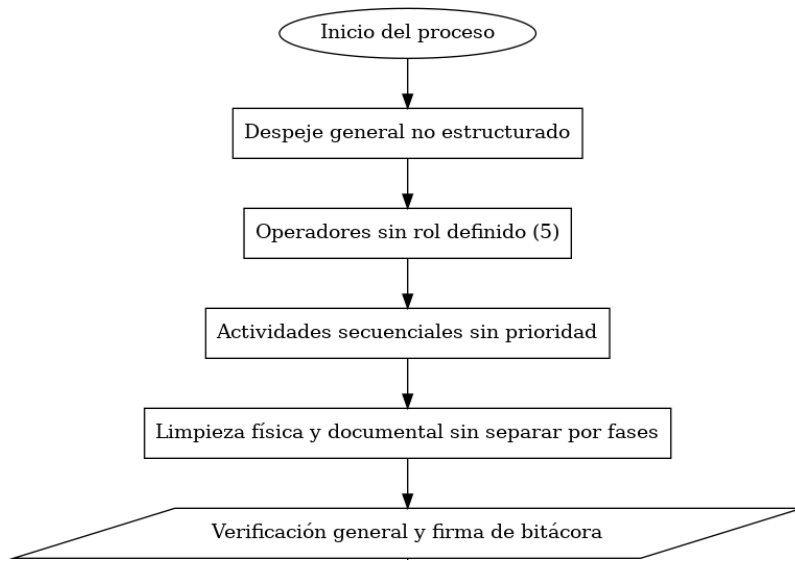 Inicio del proceso
Despeje general no estructurado
Operadores sin rol definido (5)
Actividades secuenciales sin prioridad
Limpieza física y documental sin separar por fases
Verificación general y firma de bitácora